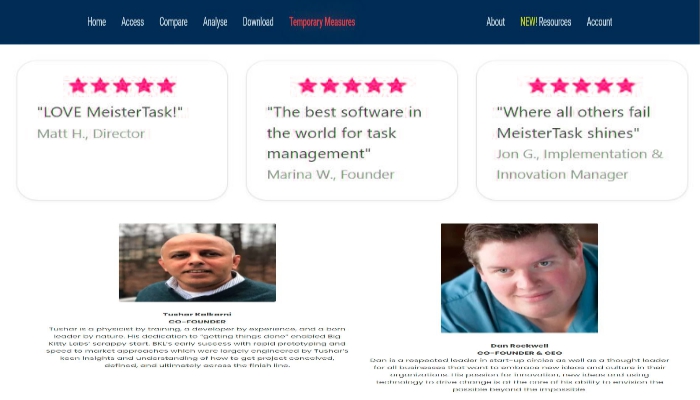 Home Access Compare Analyse Download Temporary Measures About NEW! Resources Account
"LOVE MeisterTask!"
Matt H., Director
"The best software in
the world for task
management"
Marina W., Founder
"Where all others fail
MeisterTask shines"
Jon G., Implementation &
Innovation Manager
Tushar Kulkarni
CO-FOUNDER
Tushar is a physicist by training, a developer by experience, and a born
leader by nature. His dedication to "getting things done" enabled Big
Kitty Labs' scrappy start. BKL's early success with rapid prototyping and
speed to market approaches which were largely engineered by Tushar's
keen insights and understanding of how to get project conceived,
defined, and ultimately across the finish line.
Dan Rockwell
CO-FOUNDER & CEO
Dan is a respected leader in start-up circles as well as a thought leader
for all businesses that want to embrace new ideas and culture in their
organizations. His passion for innovation, new ideas and using
technology to drive change is at the core of his ability to envision the
possible beyond the impossible.